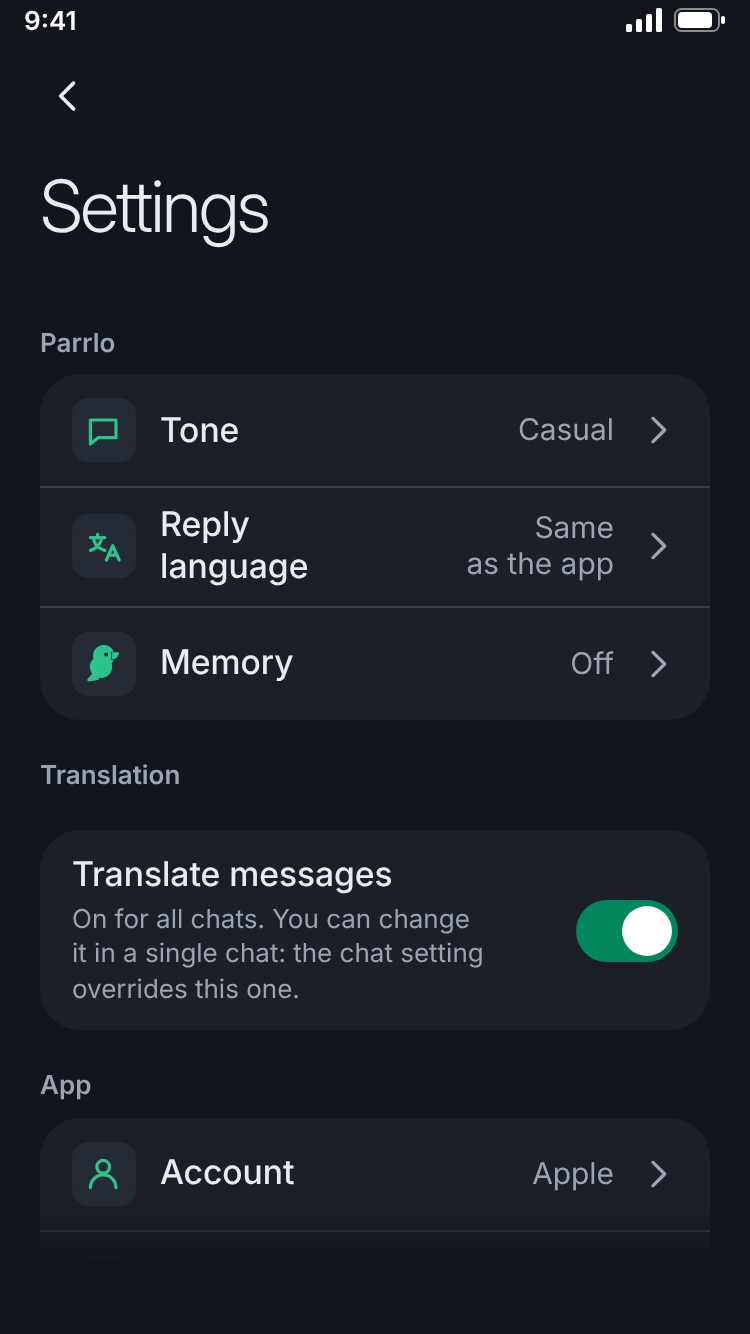 9:41
Settings
Parrlo
Tone
Casual
Reply
language
Same
as the app
Memory
Off
Translation
Translate messages
On for all chats. You can change
it in a single chat: the chat setting
overrides this one.
App
Account
Apple